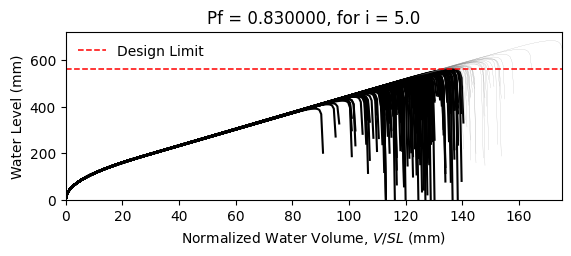 Pf = 0.830000, for i = 5.0
Design Limit
Water Level (mm)
600
400
200
0
0 20 40 60 80 100 120 140 160
Normalized Water Volume, V/SL (mm)